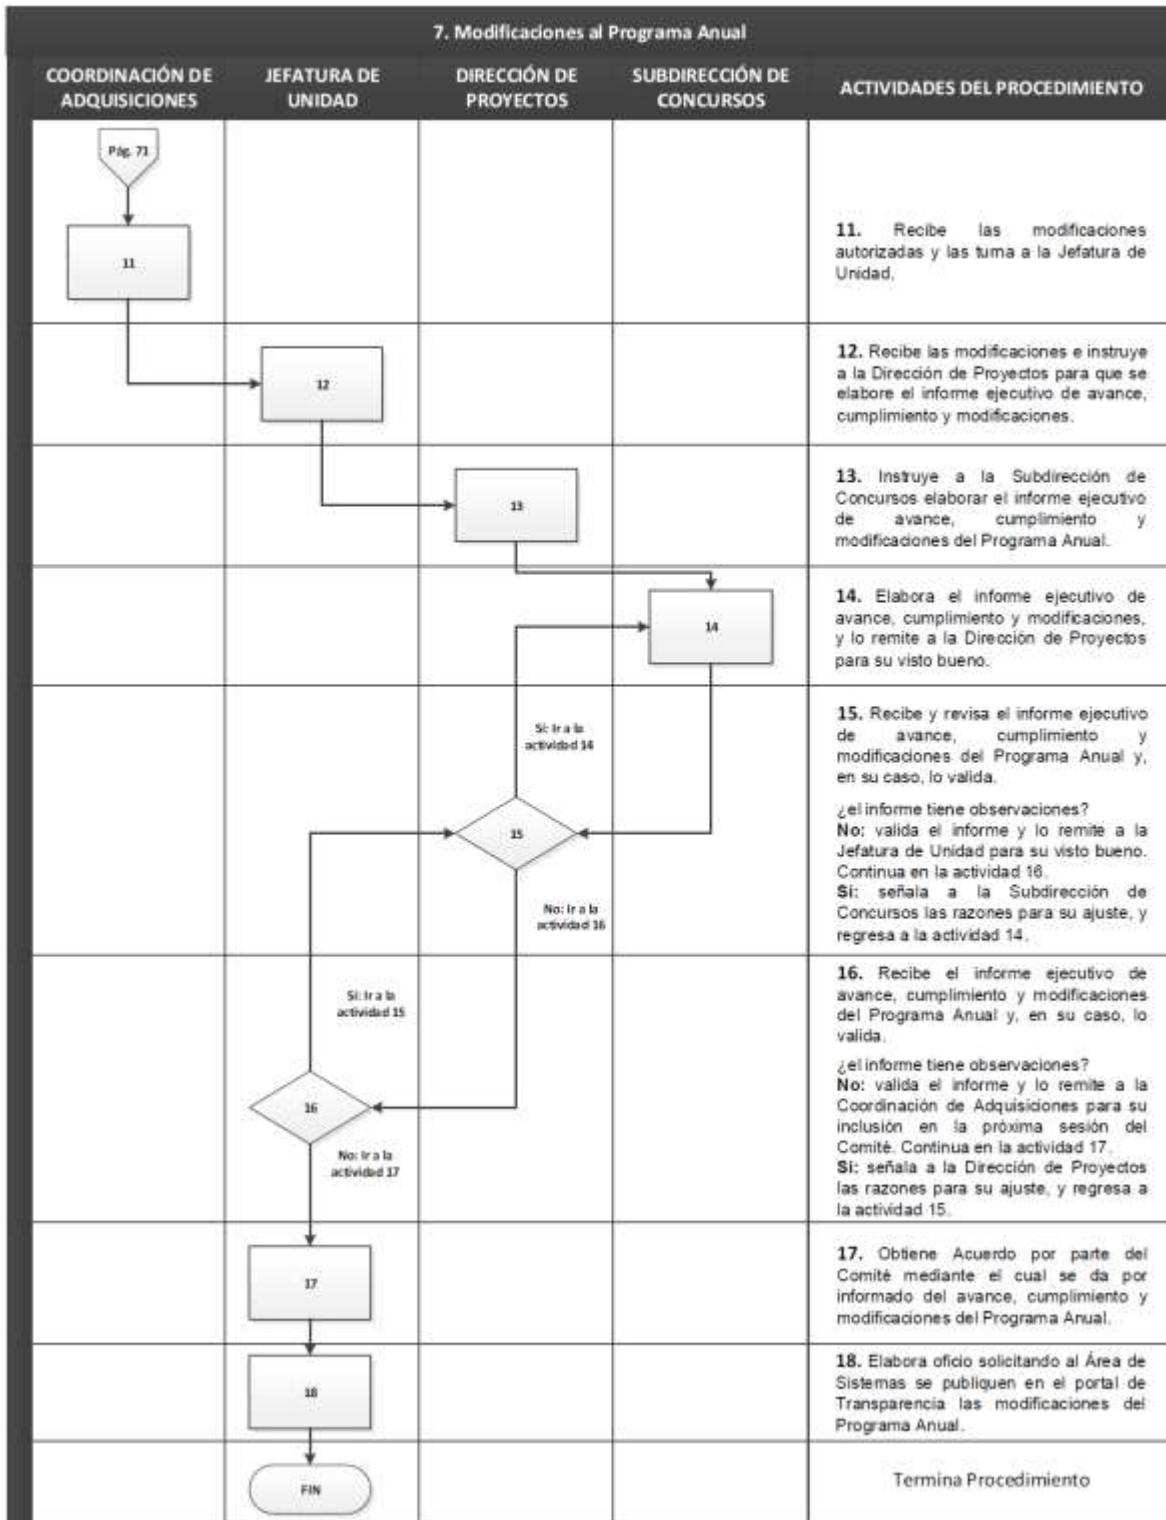 7. Modificaciones al Programa Anual
COORDINACIÓN DE
ADQUISICIONES
JEFATURA DE
UNIDAD
DIRECCIÓN DE
PROYECTOS
SUBDIRECCIÓN DE
CONCURSOS
ACTIVIDADES DEL PROCEDIMIENTO
Pág. 71
11
11. Recibe las modificaciones
autorizadas y las turna a la Jefatura de
Unidad.
12
12. Recibe las modificaciones e instruye
a la Dirección de Proyectos para que se
elabore el informe ejecutivo de avance,
cumplimiento y modificaciones.
13
13. Instruye a la Subdirección de
Concursos elaborar el informe ejecutivo
de avance, cumplimiento y
modificaciones del Programa Anual.
14
14. Elabora el informe ejecutivo de
avance, cumplimiento y modificaciones,
y lo remite a la Dirección de Proyectos
para su visto bueno.
Si: Ir a la
actividad 14
15
No: Ir a la
actividad 16
15. Recibe y revisa el informe ejecutivo
de avance, cumplimiento y
modificaciones del Programa Anual y,
en su caso, lo valida.
¿el informe tiene observaciones?
No: valida el informe y lo remite a la
Jefatura de Unidad para su visto bueno.
Continua en la actividad 16.
Si: señala a la Subdirección de
Concursos las razones para su ajuste, y
regresa a la actividad 14.
Si: Ir a la
actividad 15
16
No: Ir a la
actividad 17
16. Recibe el informe ejecutivo de
avance, cumplimiento y modificaciones
del Programa Anual y, en su caso, lo
valida.
¿el informe tiene observaciones?
No: valida el informe y lo remite a la
Coordinación de Adquisiciones para su
inclusión en la próxima sesión del
Comité. Continua en la actividad 17.
Si: señala a la Dirección de Proyectos
las razones para su ajuste, y regresa a
la actividad 15.
17
17. Obtiene Acuerdo por parte del
Comité mediante el cual se da por
informado del avance, cumplimiento y
modificaciones del Programa Anual.
18
18. Elabora oficio solicitando al Área de
Sistemas se publiquen en el portal de
Transparencia las modificaciones del
Programa Anual.
FIN
Termina Procedimiento